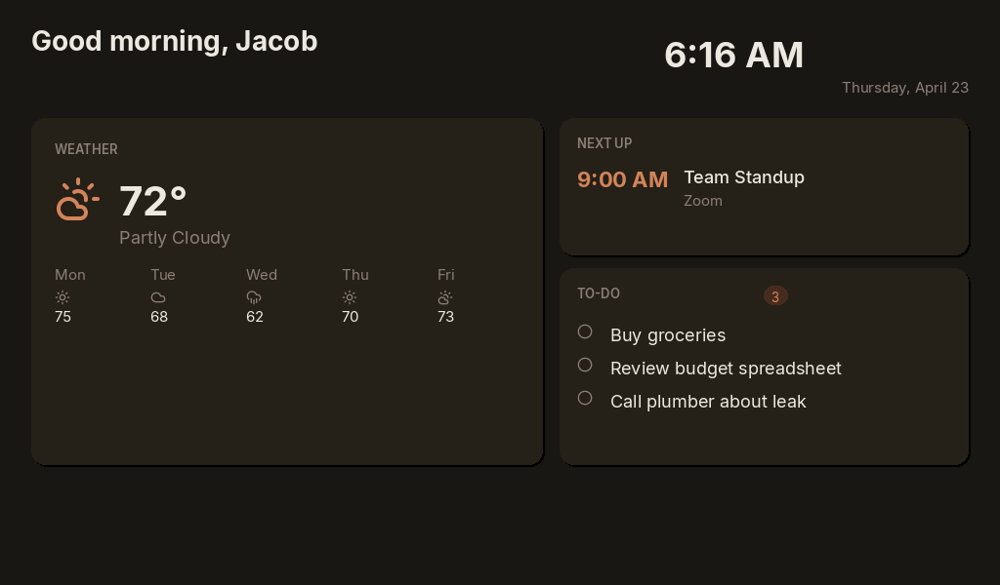 Good morning, Jacob
6:16 AM
Thursday, April 23
WEATHER
72°
Partly Cloudy
Mon Tue Wed Thu Fri
75 68 62 70 73
NEXT UP
9:00 AM Team Standup
Zoom
TO-DO 3
Buy groceries
Review budget spreadsheet
Call plumber about leak